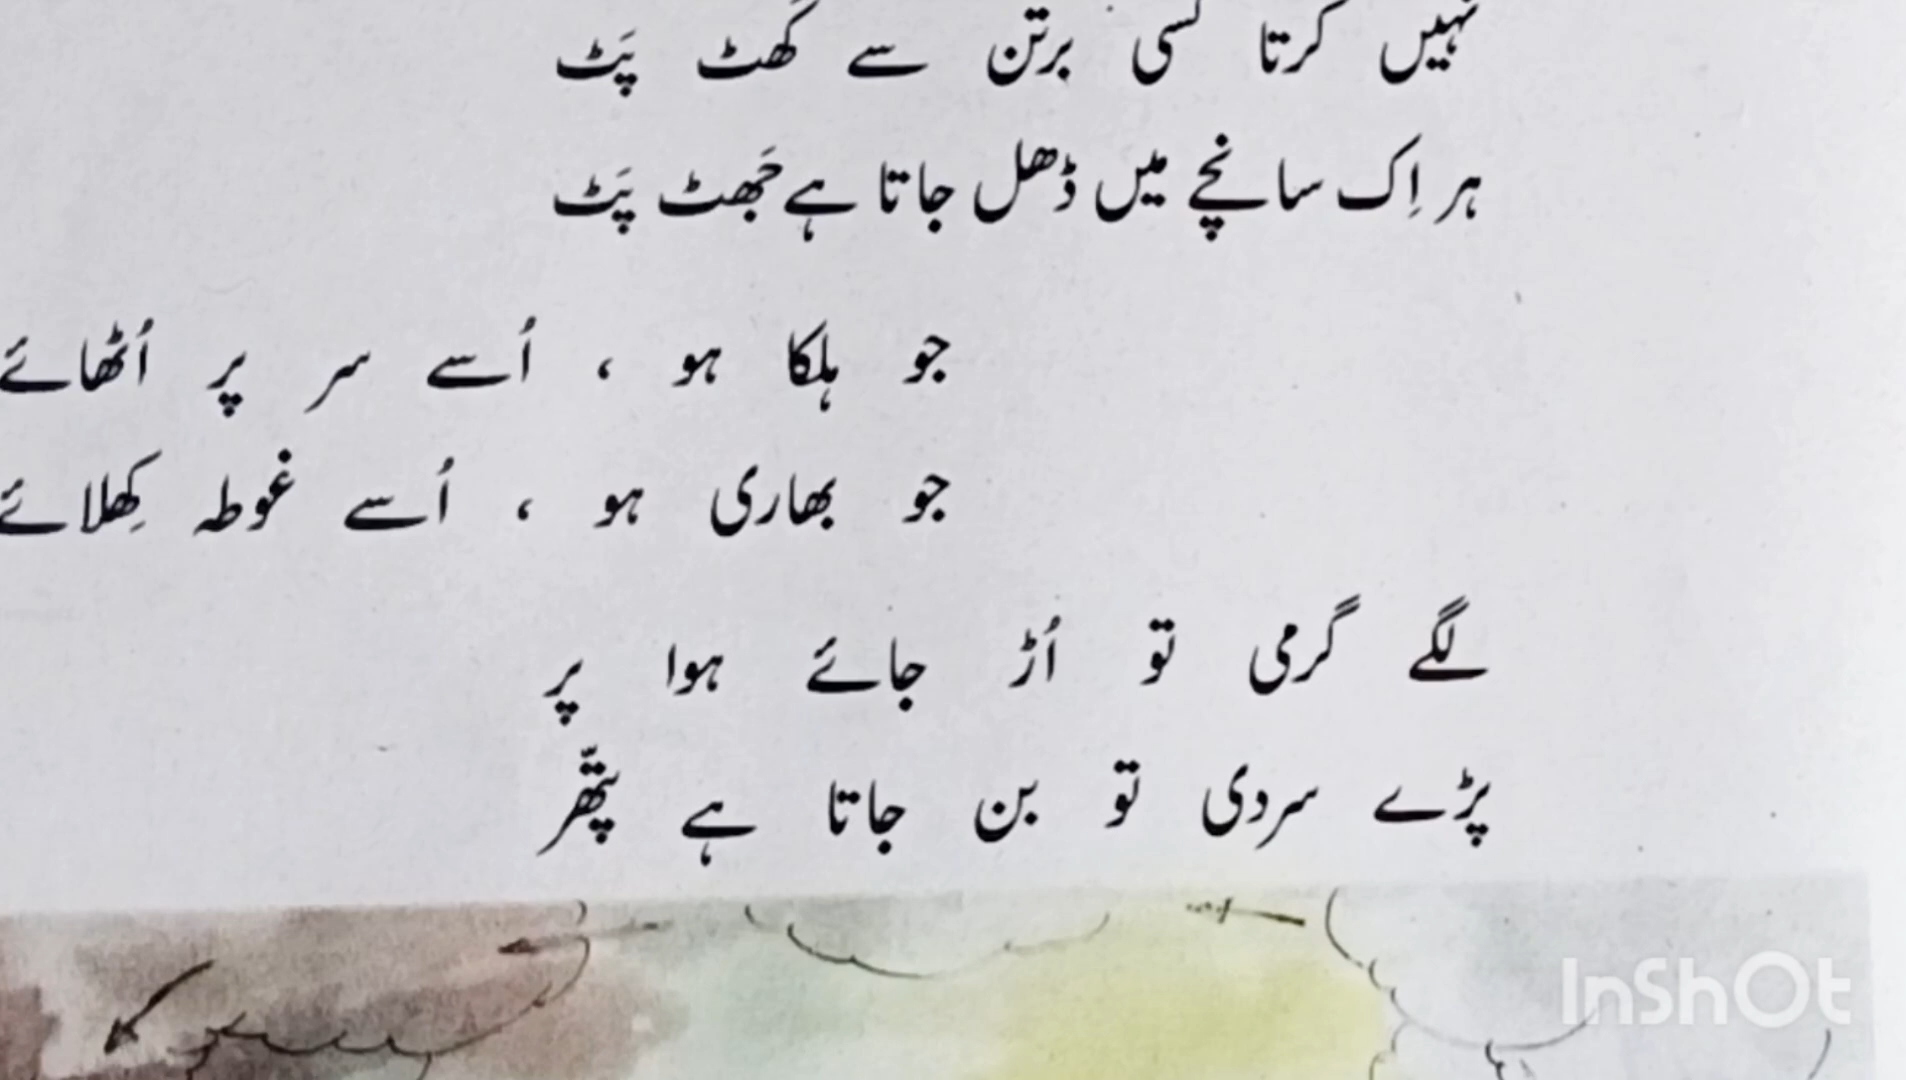 نہیں کرتا کسی برتن سے کَھٹ پَٹ
ہر اِک سانچے میں ڈھل جاتا ہے جَھٹ پَٹ
جو ہلکا ہو ، اُسے سر پر اُٹھائے
جو بھاری ہو ، اُسے غوطہ کِھلائے
لگے گرمی تو اُڑ جائے ہوا پر
پڑے سردی تو بن جاتا ہے پتّھر
InShOt